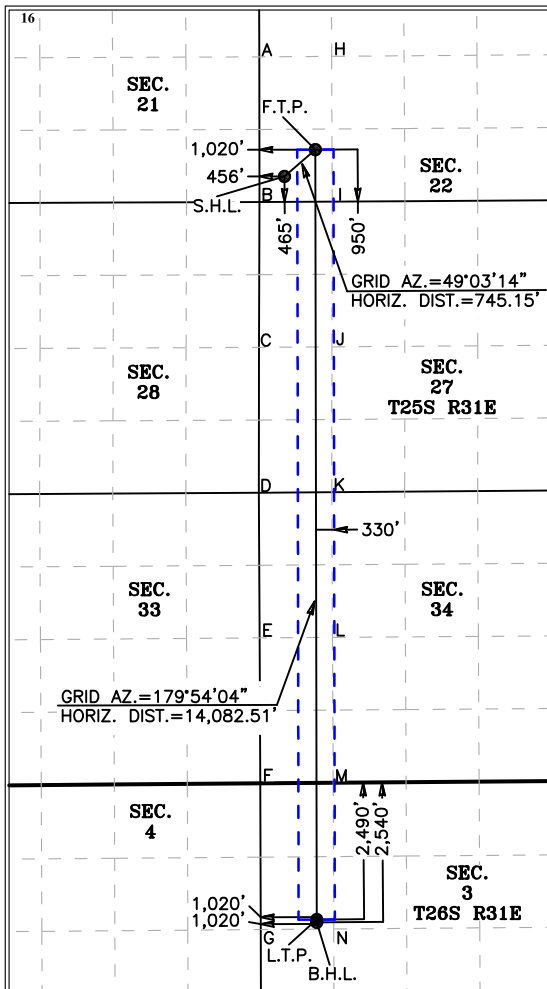 16
A
H
SEC.
21
F.T.P.
1,020'
SEC.
22
456'
S.H.L.
B
I
465'
950'
GRID AZ.=49°03'14"
HORIZ. DIST.=745.15'
C
J
SEC.
28
SEC.
27
T25S R31E
D
K
330'
SEC.
33
SEC.
34
E
L
GRID AZ.=179°54'04"
HORIZ. DIST.=14,082.51'
F
M
SEC.
4
2,490'
2,540'
SEC.
3
T26S R31E
1,020'
1,020'
G
N
L.T.P.
B.H.L.